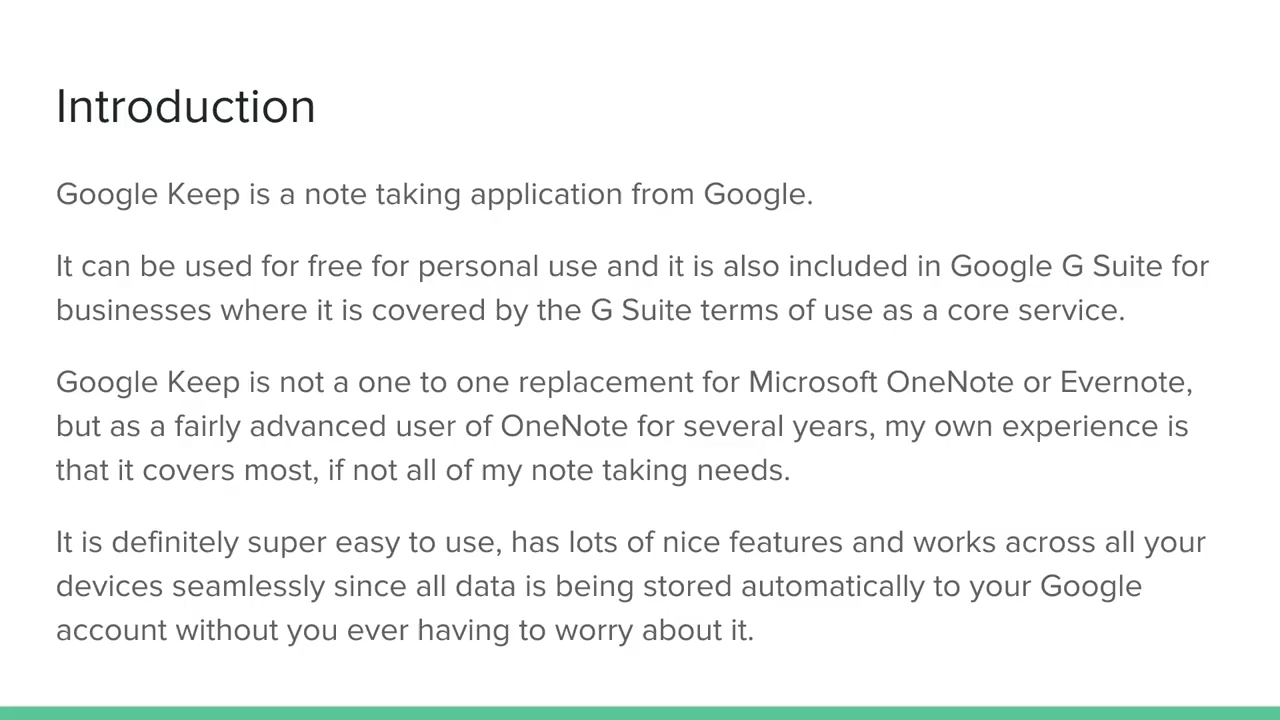 Introduction
Google Keep is a note taking application from Google.
It can be used for free for personal use and it is also included in Google G Suite for
businesses where it is covered by the G Suite terms of use as a core service.
Google Keep is not a one to one replacement for Microsoft OneNote or Evernote,
but as a fairly advanced user of OneNote for several years, my own experience is
that it covers most, if not all of my note taking needs.
It is definitely super easy to use, has lots of nice features and works across all your
devices seamlessly since all data is being stored automatically to your Google
account without you ever having to worry about it.